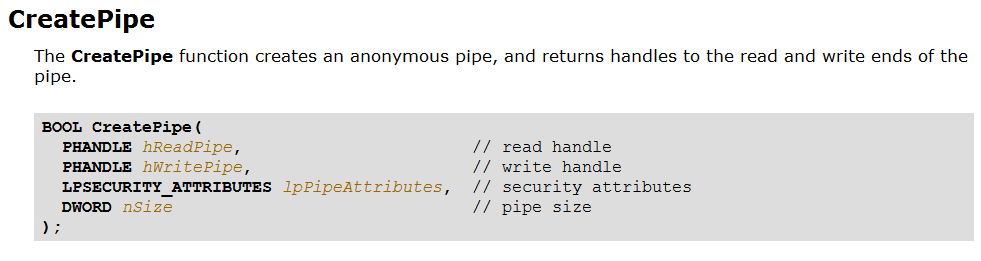 CreatePipe
The CreatePipe function creates an anonymous pipe, and returns handles to the read and write ends of the
pipe.
BOOL CreatePipe(
  PHANDLE hReadPipe,                       // read handle
  PHANDLE hWritePipe,                      // write handle
  LPSECURITY_ATTRIBUTES lpPipeAttributes,  // security attributes
  DWORD nSize                              // pipe size
);